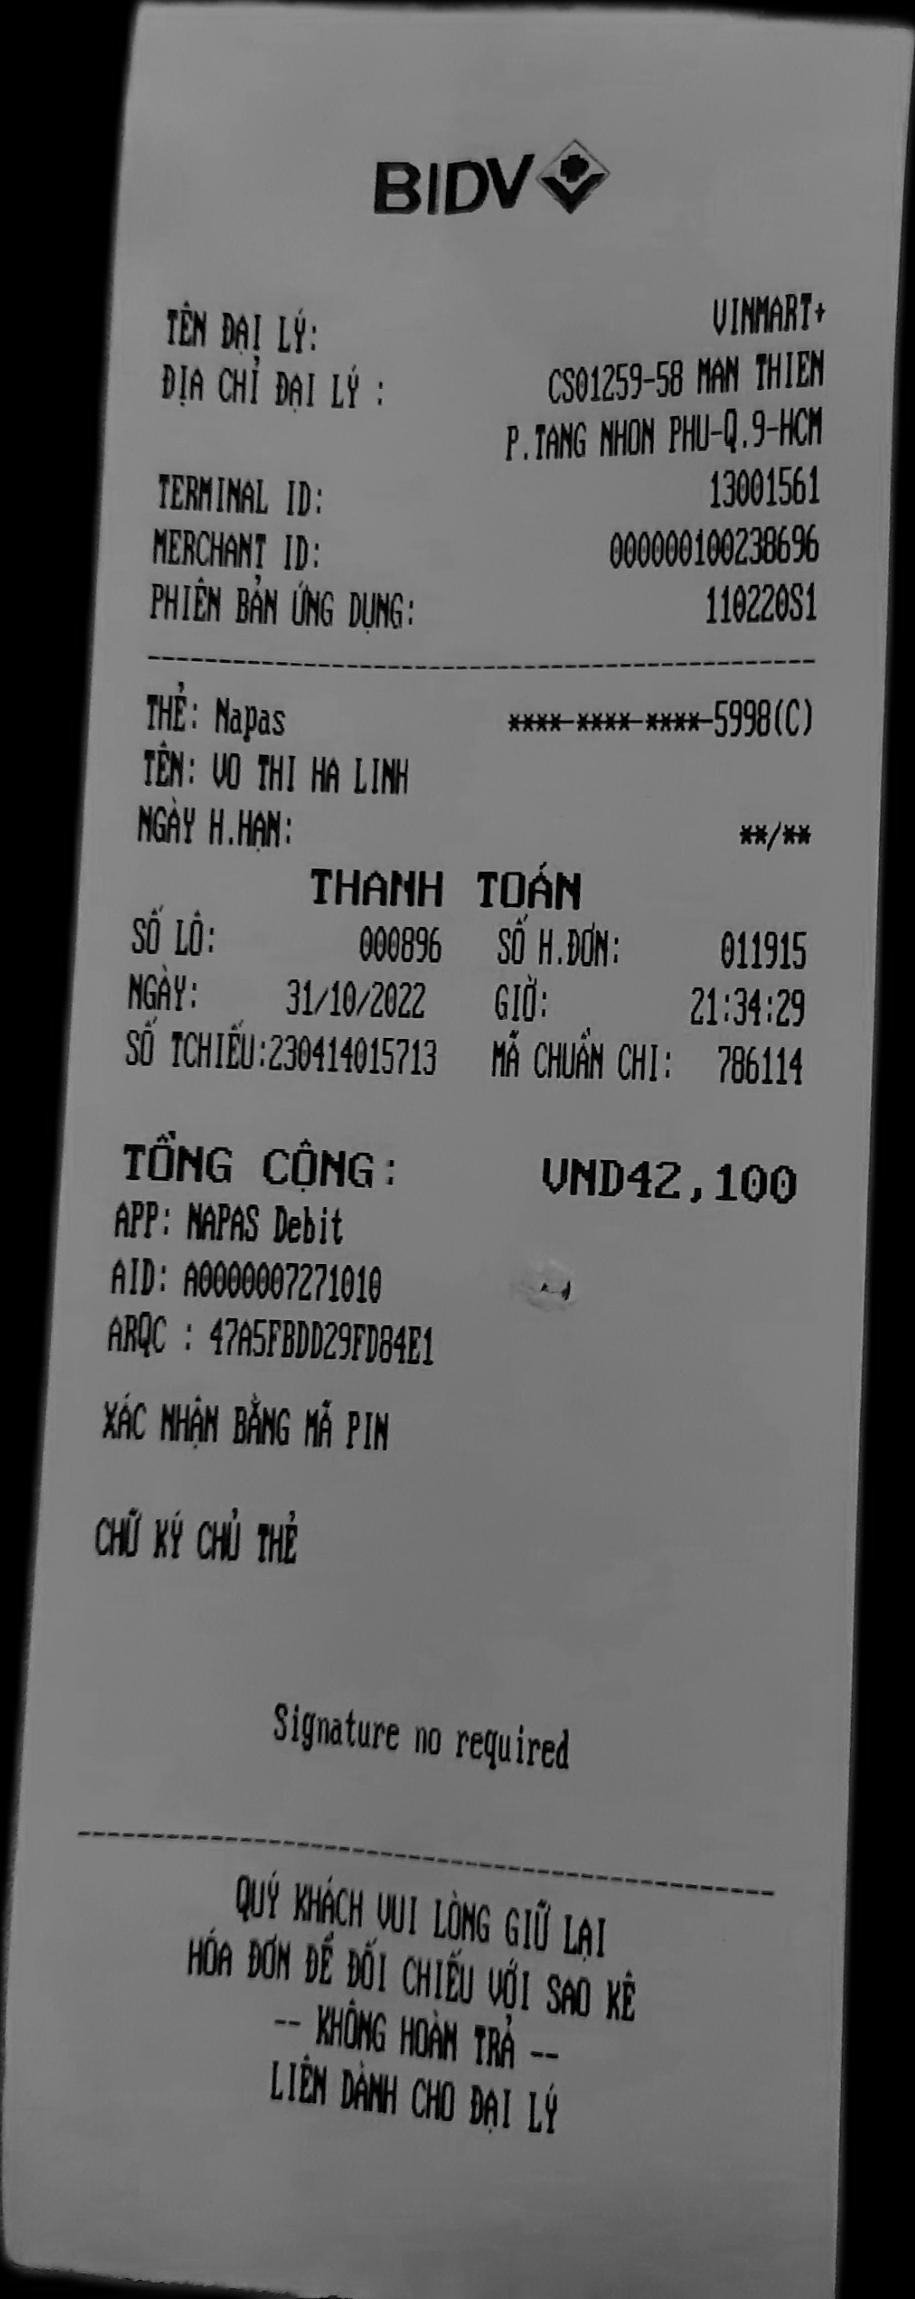 BIDV
TÊN ĐẠI LÝ: VINMART+
ĐỊA CHỈ ĐẠI LÝ : CS01259-58 MAN THIEN
P.TANG NHON PHU-Q.9-HCM
TERMINAL ID: 13001561
MERCHANT ID: 000000100238696
PHIÊN BẢN ỨNG DỤNG: 110220S1
THẺ: Napas ****-****-****-5998(C)
TÊN: VO THI HA LINH
NGÀY H.HẠN: **/**
THANH TOÁN
SỐ LÔ: 000896 SỐ H.ĐƠN: 011915
NGÀY: 31/10/2022 GIỜ: 21:34:29
SỐ TCHIẾU:230414015713 MÃ CHUẨN CHI: 786114
TỔNG CỘNG: VND42,100
APP: NAPAS Debit
AID: A0000007271010
ARQC : 47A5FBDD29FD84E1
XÁC NHẬN BẰNG MÃ PIN
CHỮ KÝ CHỦ THẺ
Signature no required
QUÝ KHÁCH VUI LÒNG GIỮ LẠI
HÓA ĐƠN ĐỂ ĐỐI CHIẾU VỚI SAO KÊ
-- KHÔNG HOÀN TRẢ --
LIÊN DÀNH CHO ĐẠI LÝ